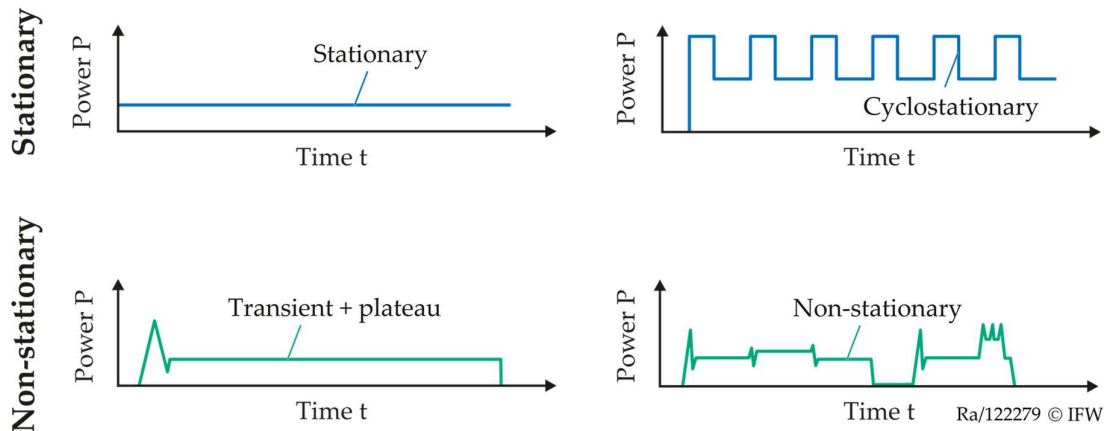 Stationary
Power P
Stationary
Time t
Power P
Cyclostationary
Time t
Non-stationary
Power P
Transient + plateau
Time t
Power P
Non-stationary
Time t
Ra/122279 © IFW